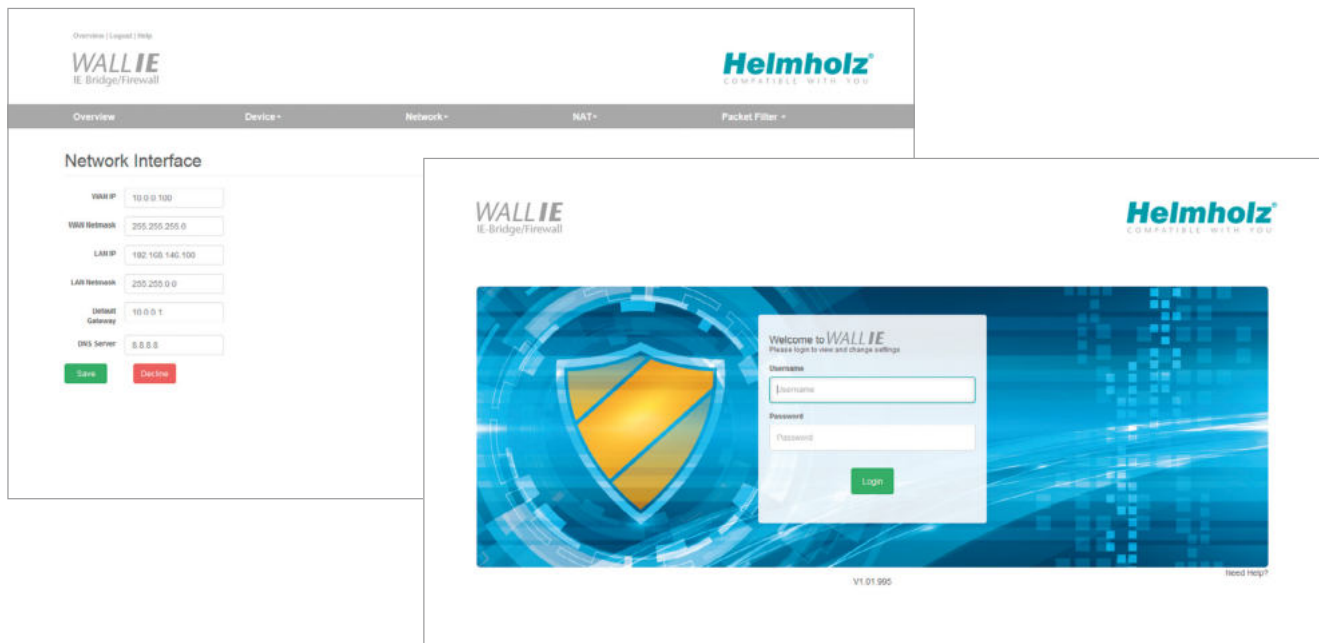 Overview | Logout | Help
WALL IE
IE Bridge/Firewall
Helmholz®
COMPATIBLE WITH YOU
Overview Device Network NAT Packet Filter
Network Interface
WAN IP 10.0.0.100
WAN Netmask 255.255.255.0
LAN IP 192.168.140.100
LAN Netmask 255.255.0.0
Default Gateway 10.0.0.1
DNS Server 8.8.8.8
Save Decline
WALL IE
IE-Bridge/Firewall
Helmholz®
COMPATIBLE WITH YOU
Welcome to WALL IE
Please login to view and change settings
Username
Username
Password
Password
Login
V1.01.995
Need Help?